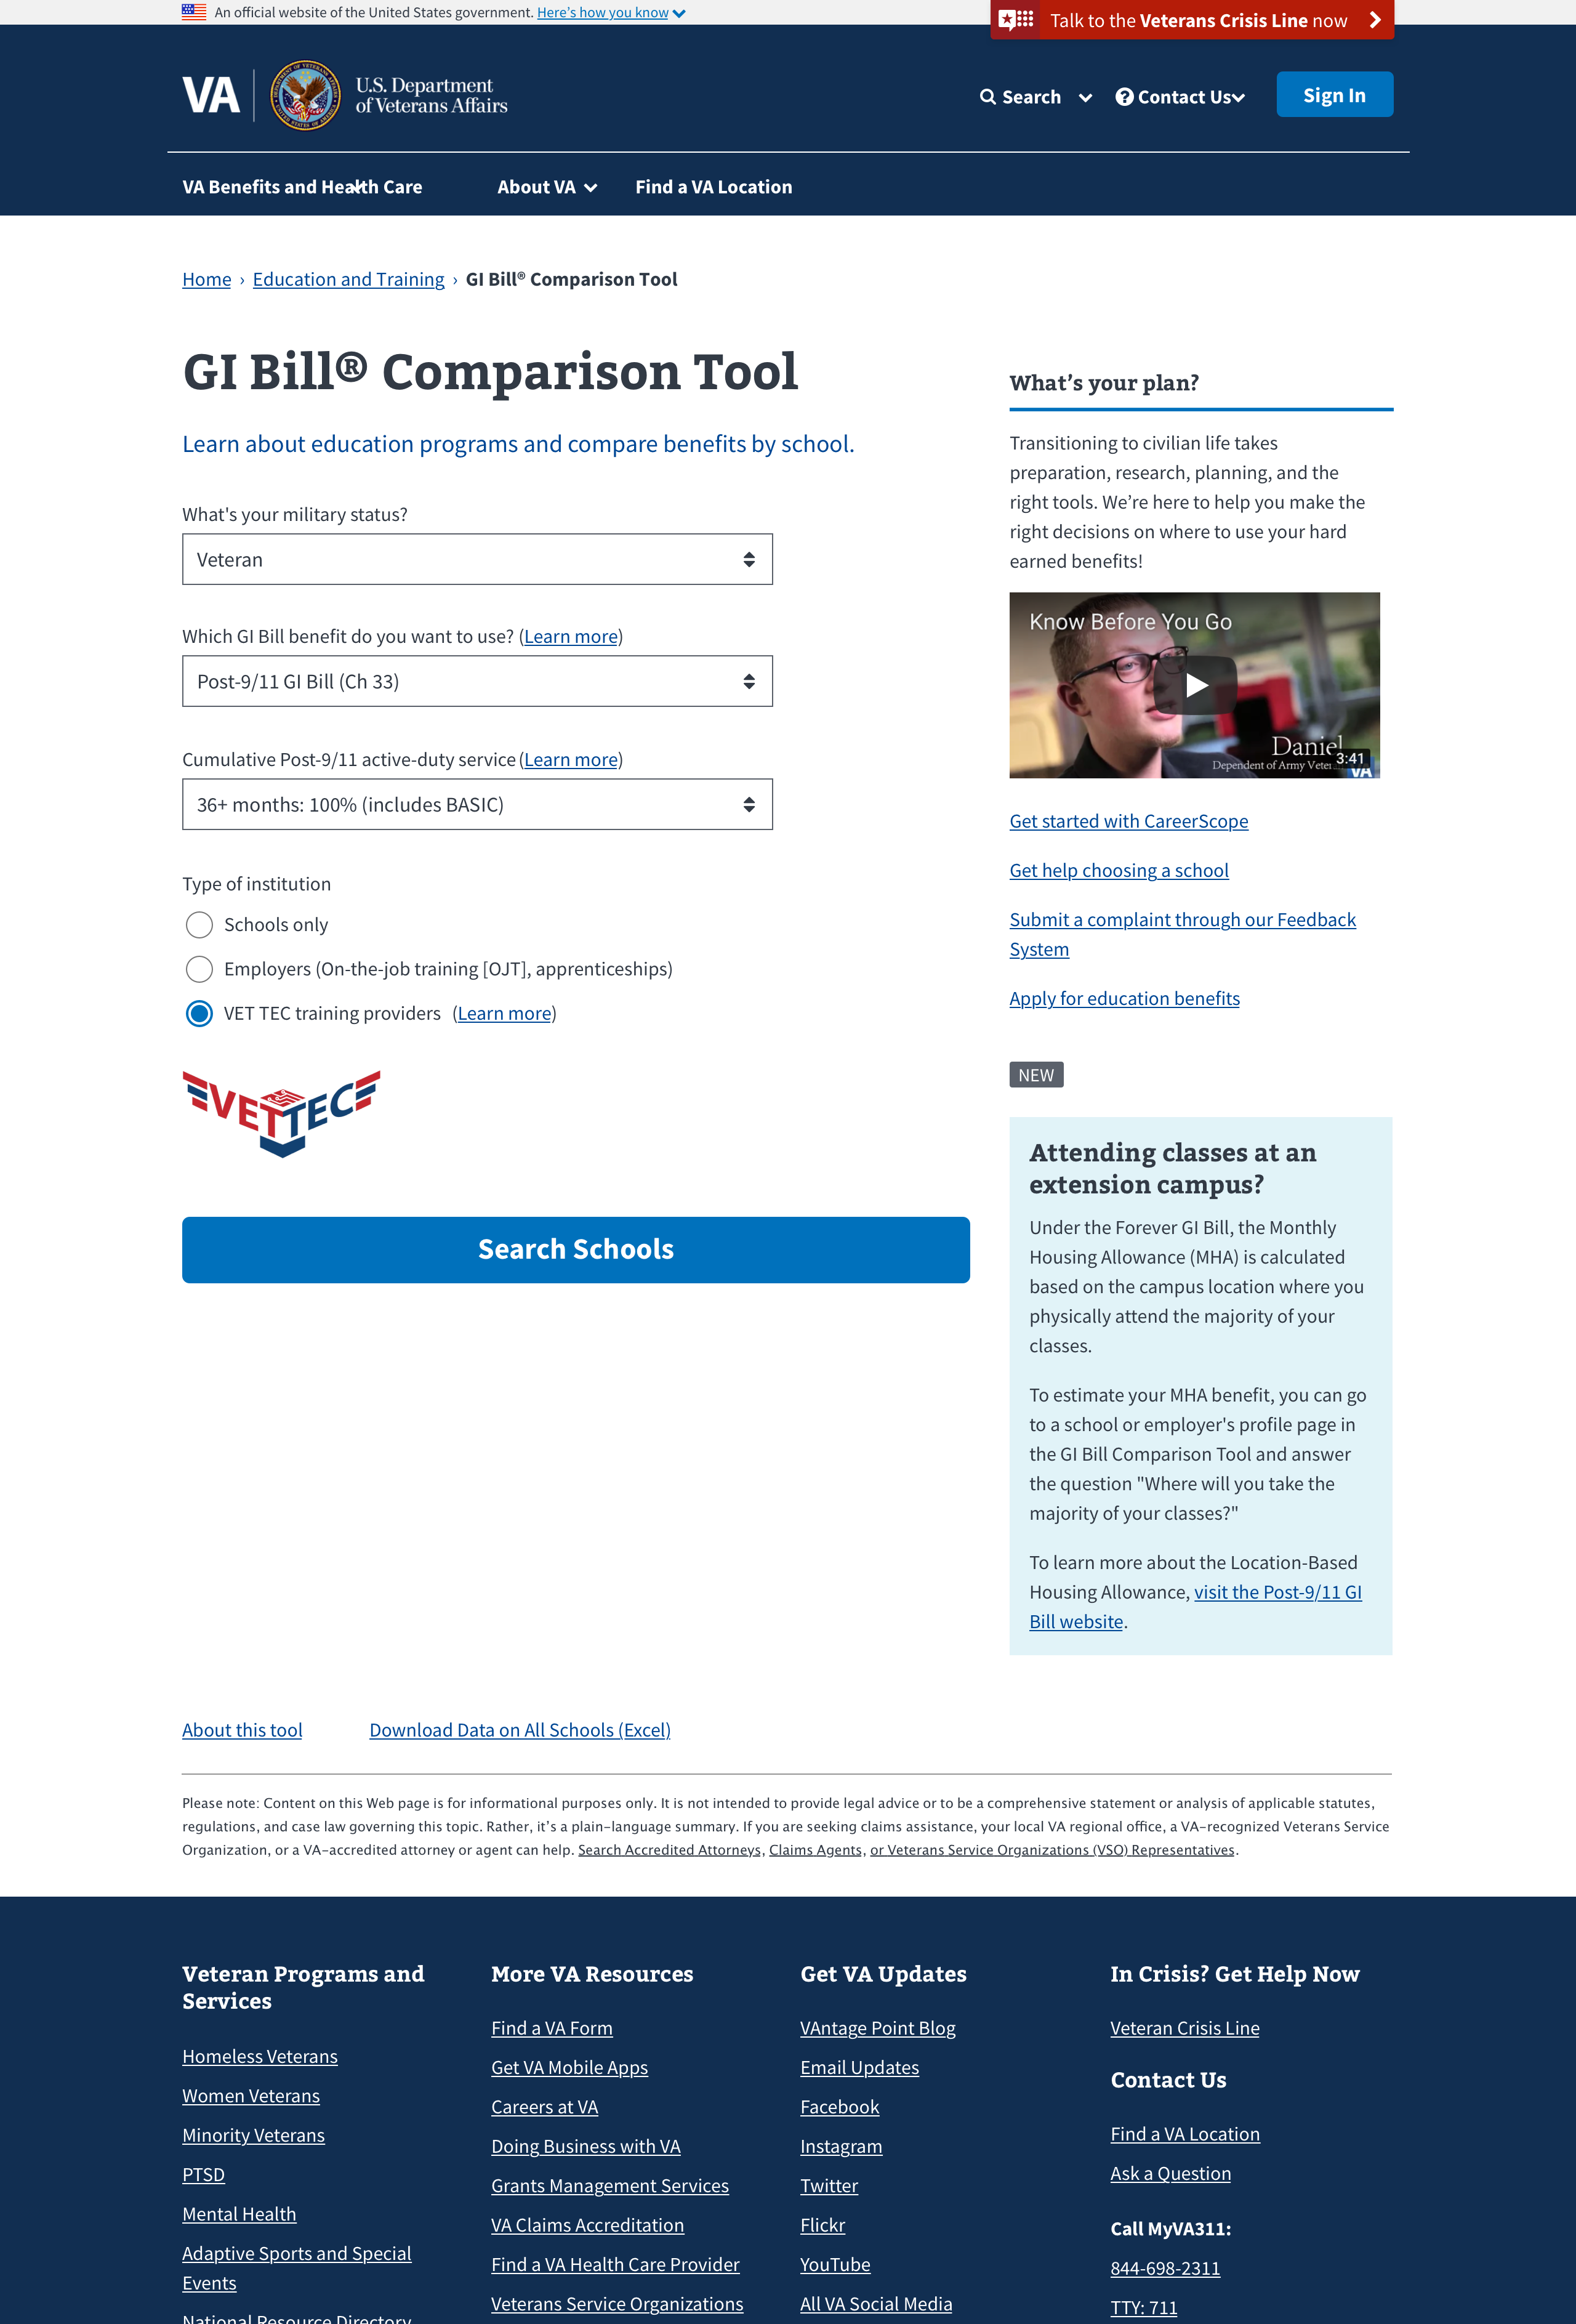 An official website of the United States government. Here's how you know
Talk to the Veterans Crisis Line now
VA
U.S. Department
of Veterans Affairs
Search
Contact Us
Sign In
VA Benefits and Health Care
About VA
Find a VA Location
Home › Education and Training › GI Bill® Comparison Tool
GI Bill® Comparison Tool
Learn about education programs and compare benefits by school.
What's your military status?
Veteran
Which GI Bill benefit do you want to use? (Learn more)
Post-9/11 GI Bill (Ch 33)
Cumulative Post-9/11 active-duty service (Learn more)
36+ months: 100% (includes BASIC)
Type of institution
Schools only
Employers (On-the-job training [OJT], apprenticeships)
VET TEC training providers (Learn more)
VET TEC
Search Schools
What's your plan?
Transitioning to civilian life takes
preparation, research, planning, and the
right tools. We're here to help you make the
right decisions on where to use your hard
earned benefits!
Know Before You Go
Daniel
Dependent of Army
3:41
VA
Get started with CareerScope
Get help choosing a school
Submit a complaint through our Feedback
System
Apply for education benefits
NEW
Attending classes at an
extension campus?
Under the Forever GI Bill, the Monthly
Housing Allowance (MHA) is calculated
based on the campus location where you
physically attend the majority of your
classes.
To estimate your MHA benefit, you can go
to a school or employer's profile page in
the GI Bill Comparison Tool and answer
the question "Where will you take the
majority of your classes?"
To learn more about the Location-Based
Housing Allowance, visit the Post-9/11 GI
Bill website.
About this tool
Download Data on All Schools (Excel)
Please note: Content on this Web page is for informational purposes only. It is not intended to provide legal advice or to be a comprehensive statement or analysis of applicable statutes,
regulations, and case law governing this topic. Rather, it's a plain-language summary. If you are seeking claims assistance, your local VA regional office, a VA-recognized Veterans Service
Organization, or a VA-accredited attorney or agent can help. Search Accredited Attorneys, Claims Agents, or Veterans Service Organizations (VSO) Representatives.
Veteran Programs and
Services
Homeless Veterans
Women Veterans
Minority Veterans
PTSD
Mental Health
Adaptive Sports and Special
Events
National Resource Directory
More VA Resources
Find a VA Form
Get VA Mobile Apps
Careers at VA
Doing Business with VA
Grants Management Services
VA Claims Accreditation
Find a VA Health Care Provider
Veterans Service Organizations
Get VA Updates
VAntage Point Blog
Email Updates
Facebook
Instagram
Twitter
Flickr
YouTube
All VA Social Media
In Crisis? Get Help Now
Veteran Crisis Line
Contact Us
Find a VA Location
Ask a Question
Call MyVA311:
844-698-2311
TTY: 711